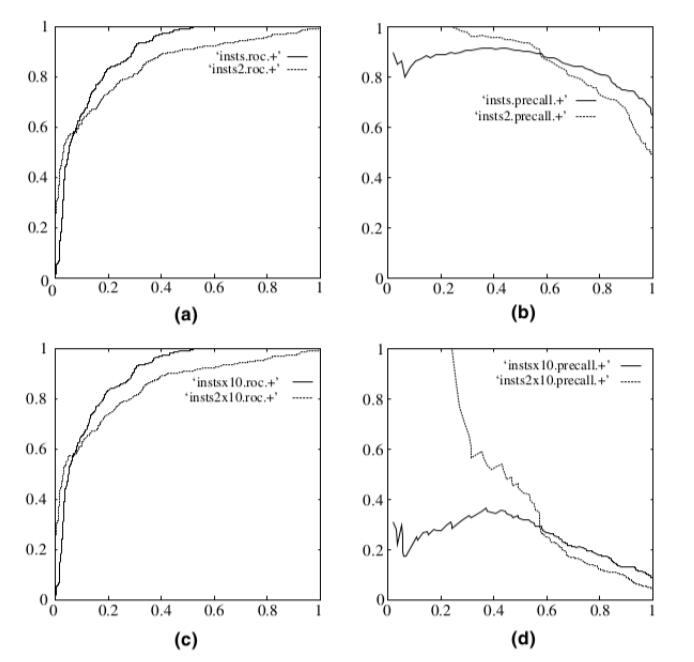 1
0.8
0.6
0.4
0.2
0
0 0.2 0.4 0.6 0.8 1
'insts.roc.+'
'insts2.roc.+'
(a)
1
0.8
0.6
0.4
0.2
0
0 0.2 0.4 0.6 0.8 1
'insts.precall.+'
'insts2.precall.+'
(b)
1
0.8
0.6
0.4
0.2
0
0 0.2 0.4 0.6 0.8 1
'instsx10.roc.+'
'insts2x10.roc.+'
(c)
1
0.8
0.6
0.4
0.2
0
0 0.2 0.4 0.6 0.8 1
'instsx10.precall.+'
'insts2x10.precall.+'
(d)